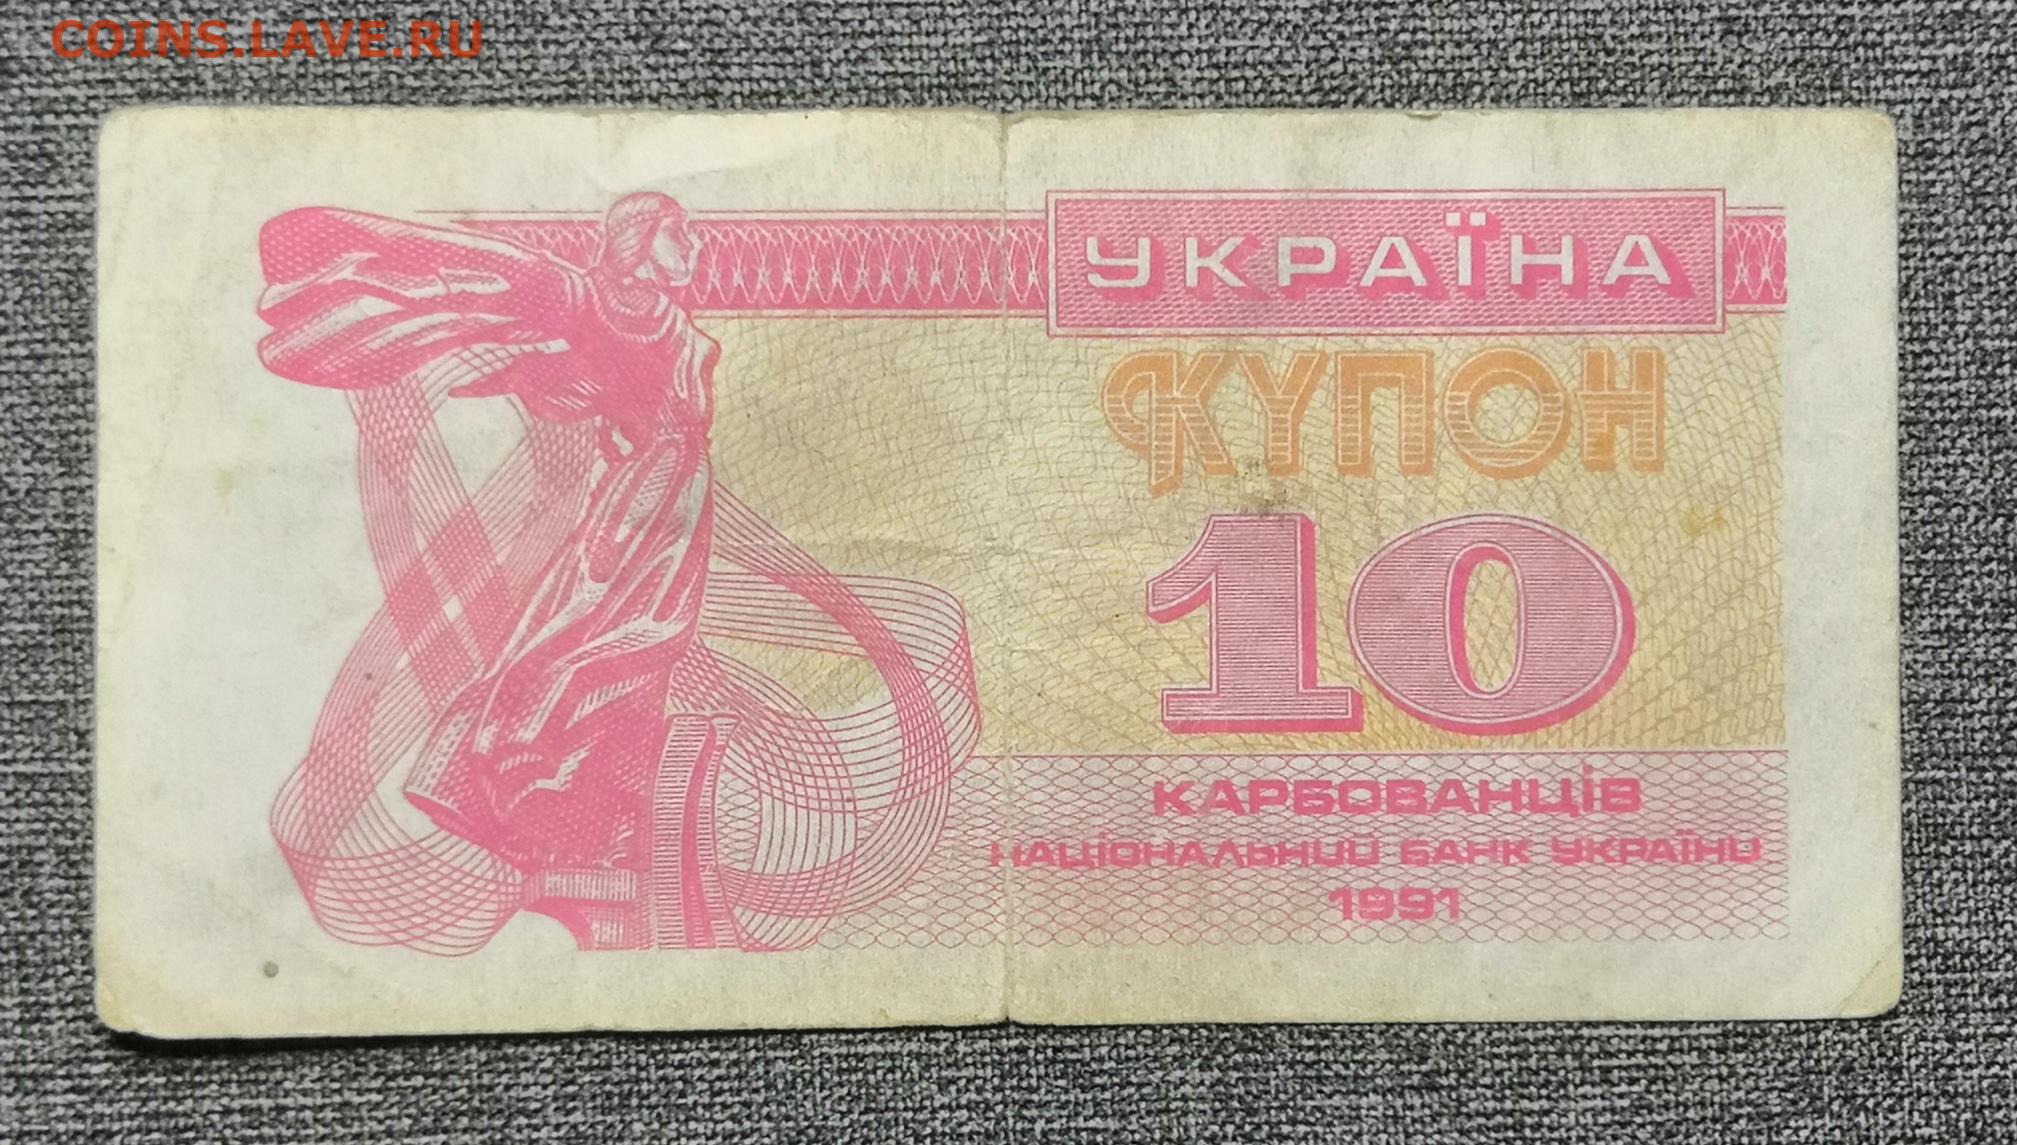 COINS.LAVE.RU
УКРАЇНА
КУПОН
10
КАРБОВАНЦІВ
НАЦІОНАЛЬНИЙ БАНК УКРАЇНИ
1991